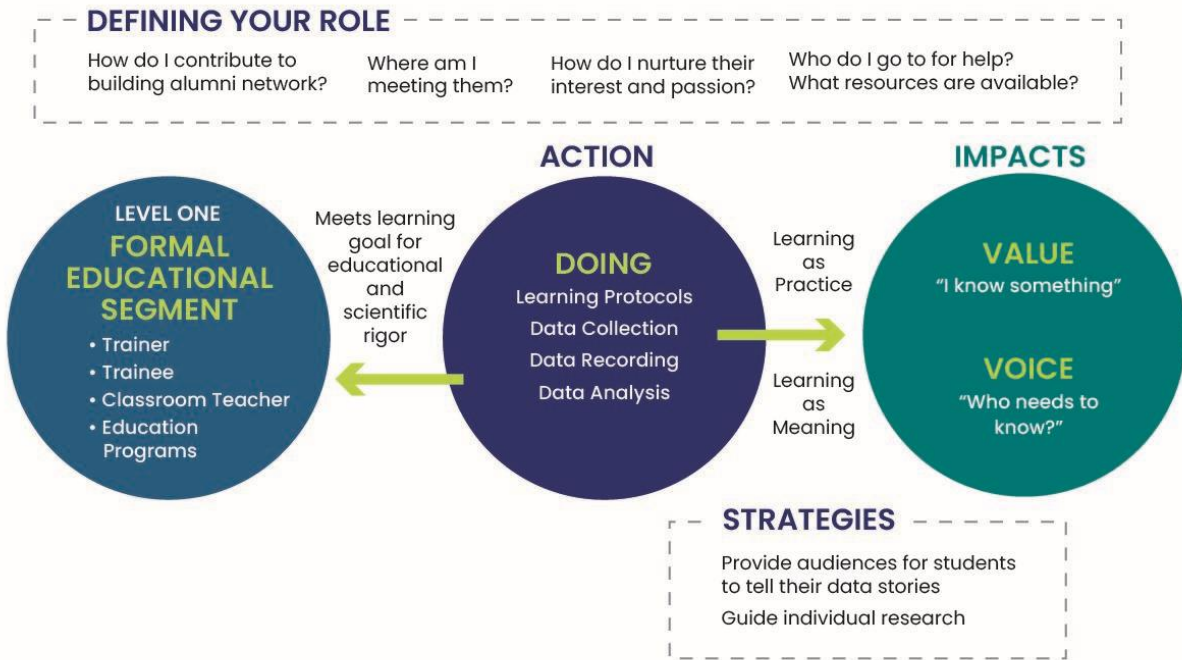 DEFINING YOUR ROLE
How do I contribute to
building alumni network?
Where am I
meeting them?
How do I nurture their
interest and passion?
Who do I go to for help?
What resources are available?
LEVEL ONE
FORMAL
EDUCATIONAL
SEGMENT
• Trainer
• Trainee
• Classroom Teacher
• Education
Programs
Meets learning
goal for
educational
and
scientific
rigor
ACTION
DOING
Learning Protocols
Data Collection
Data Recording
Data Analysis
Learning
as
Practice
Learning
as
Meaning
IMPACTS
VALUE
“I know something”
VOICE
“Who needs to
know?”
STRATEGIES
Provide audiences for students
to tell their data stories
Guide individual research